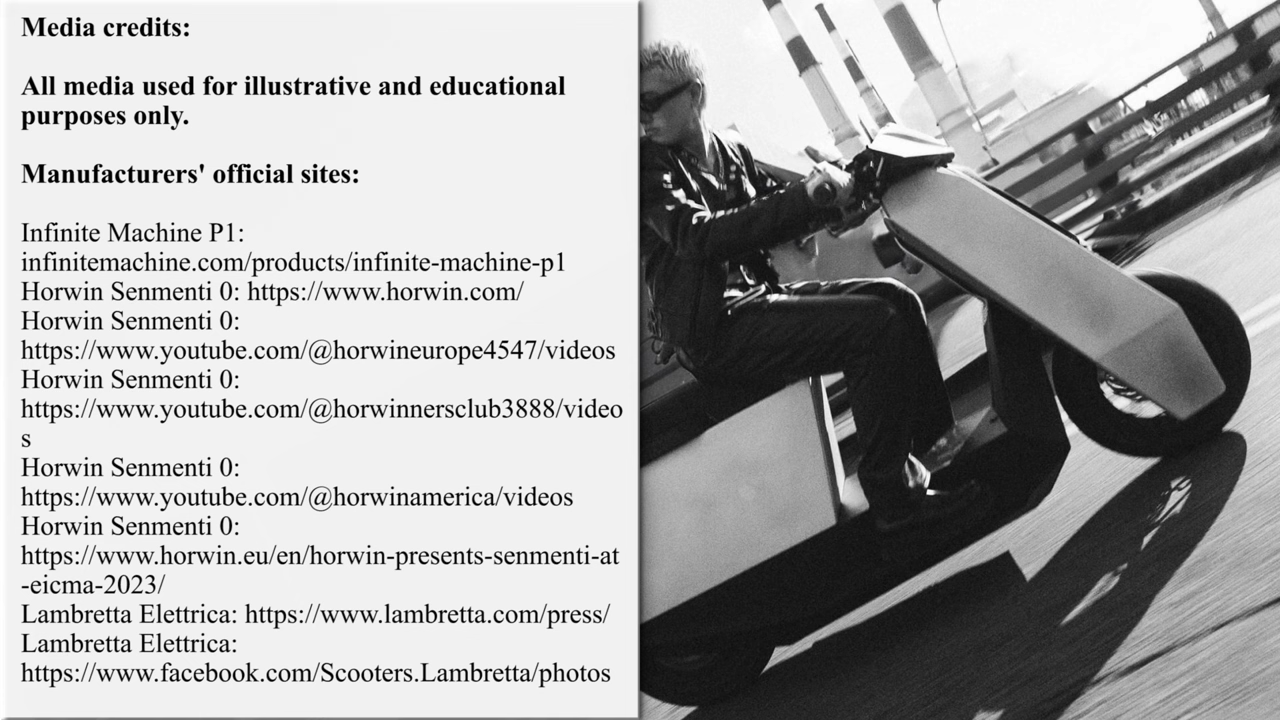 Media credits:
All media used for illustrative and educational
purposes only.
Manufacturers' official sites:
Infinite Machine P1:
infinitemachine.com/products/infinite-machine-p1
Horwin Senmenti 0: https://www.horwin.com/
Horwin Senmenti 0:
https://www.youtube.com/@horwineurope4547/videos
Horwin Senmenti 0:
https://www.youtube.com/@horwinnersclub3888/video
s
Horwin Senmenti 0:
https://www.youtube.com/@horwinamerica/videos
Horwin Senmenti 0:
https://www.horwin.eu/en/horwin-presents-senmenti-at
-eicma-2023/
Lambretta Elettrica: https://www.lambretta.com/press/
Lambretta Elettrica:
https://www.facebook.com/Scooters.Lambretta/photos